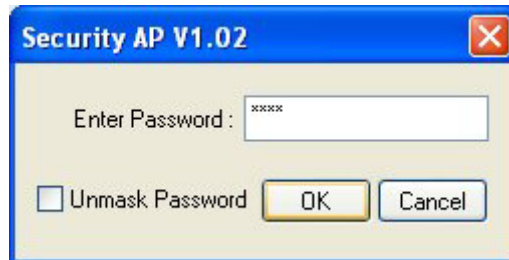 Security AP V1.02
Enter Password : ****
Unmask Password OK Cancel